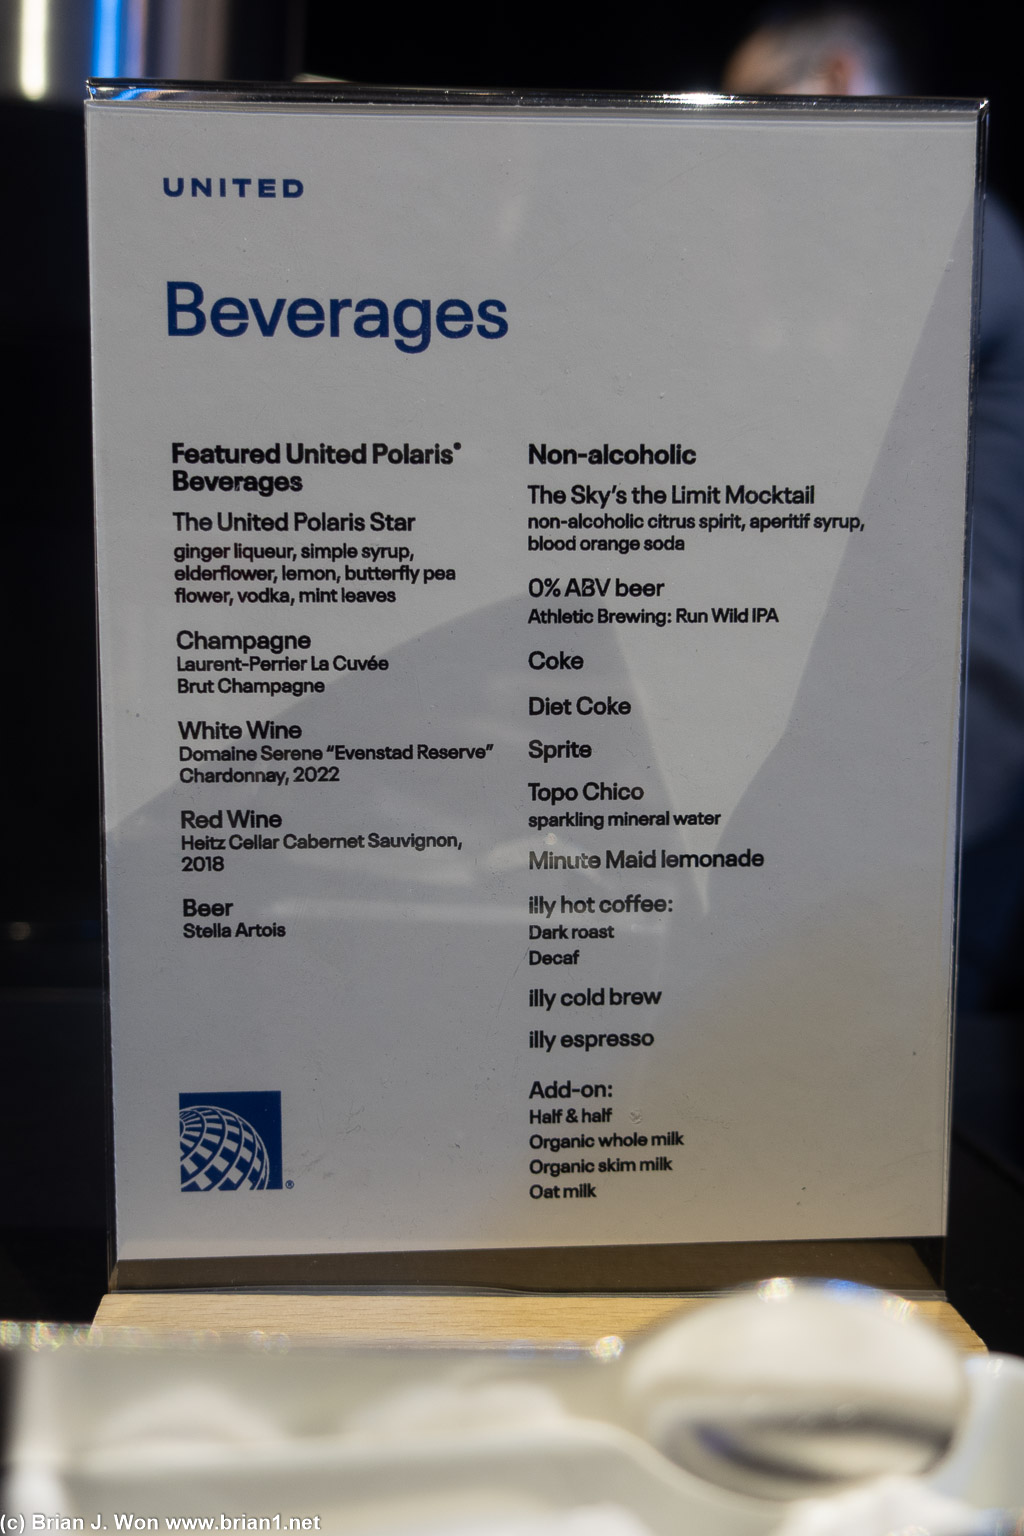 UNITED
Beverages
Featured United Polaris®
Beverages
The United Polaris Star
ginger liqueur, simple syrup,
elderflower, lemon, butterfly pea
flower, vodka, mint leaves
Champagne
Laurent-Perrier La Cuvée
Brut Champagne
White Wine
Domaine Serene “Evenstad Reserve”
Chardonnay, 2022
Red Wine
Heitz Cellar Cabernet Sauvignon,
2018
Beer
Stella Artois
®
Non-alcoholic
The Sky’s the Limit Mocktail
non-alcoholic citrus spirit, aperitif syrup,
blood orange soda
0% ABV beer
Athletic Brewing: Run Wild IPA
Coke
Diet Coke
Sprite
Topo Chico
sparkling mineral water
Minute Maid lemonade
illy hot coffee:
Dark roast
Decaf
illy cold brew
illy espresso
Add-on:
Half & half
Organic whole milk
Organic skim milk
Oat milk
(c) Brian J. Won www.brian1.net